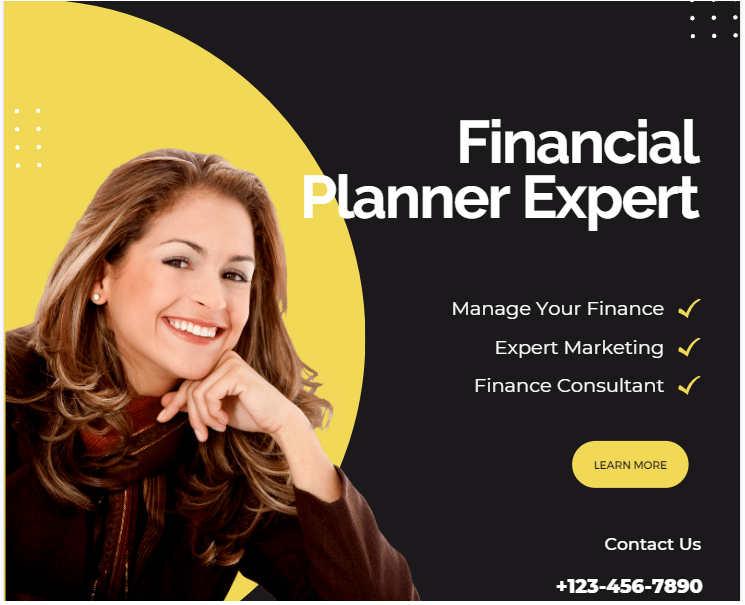 Financial
Planner Expert
Manage Your Finance
Expert Marketing
Finance Consultant
LEARN MORE
Contact Us
+123-456-7890